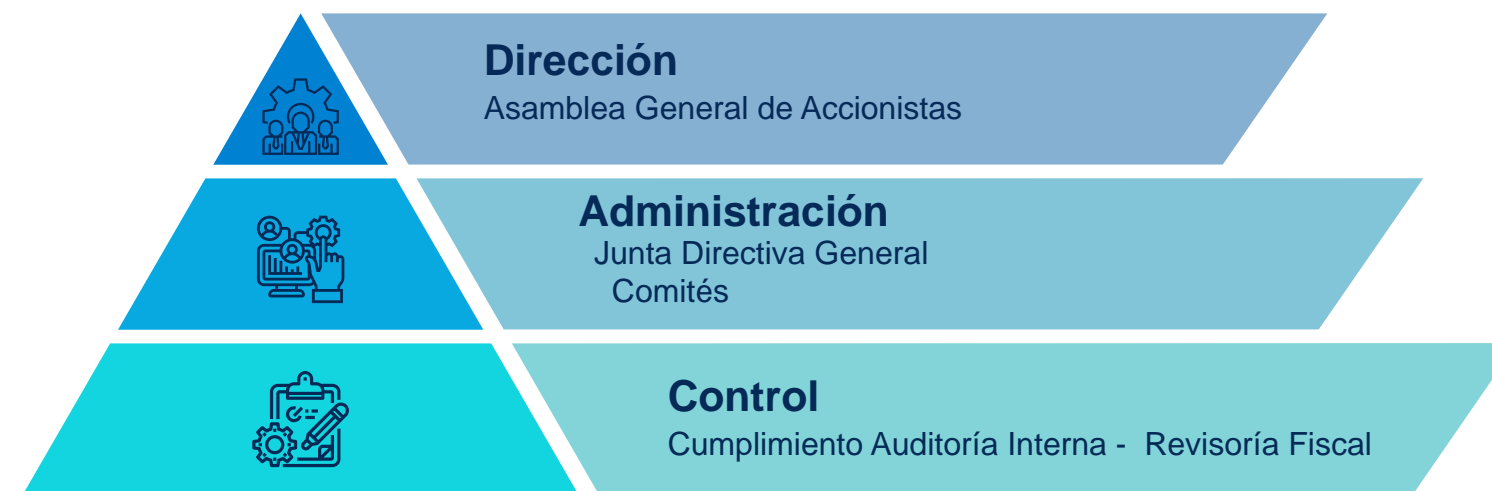 Dirección
Asamblea General de Accionistas
Administración
Junta Directiva General
Comités
Control
Cumplimiento Auditoría Interna - Revisoría Fiscal